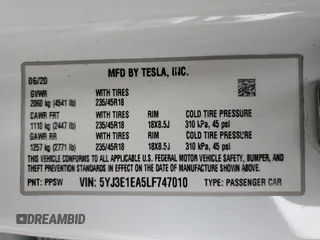 MFD BY TESLA, INC.
06/20
GVWR WITH TIRES
2060 kg (4541 lb) 235/45R18
GAWR FRT WITH TIRES COLD TIRE PRESSURE
1110 kg (2447 lb) 235/45R18 18X8.5J 310 kPa, 45 psi
GAWR RR WITH TIRES COLD TIRE PRESSURE
1257 kg (2771 lb) 235/45R18 18X8.5J 310 kPa, 45 psi
THIS VEHICLE CONFORMS TO ALL APPLICABLE FEDERAL MOTOR VEHICLE SAFETY, BUMPER, AND
THEFT PREVENTION STANDARDS IN EFFECT ON THE DATE OF MANUFACTURE SHOWN ABOVE.
PNT: PPSW VIN: 5YJ3E1EA5LF747010 TYPE: PASSENGER CAR
© DREAMBID
DREAMBID.COM